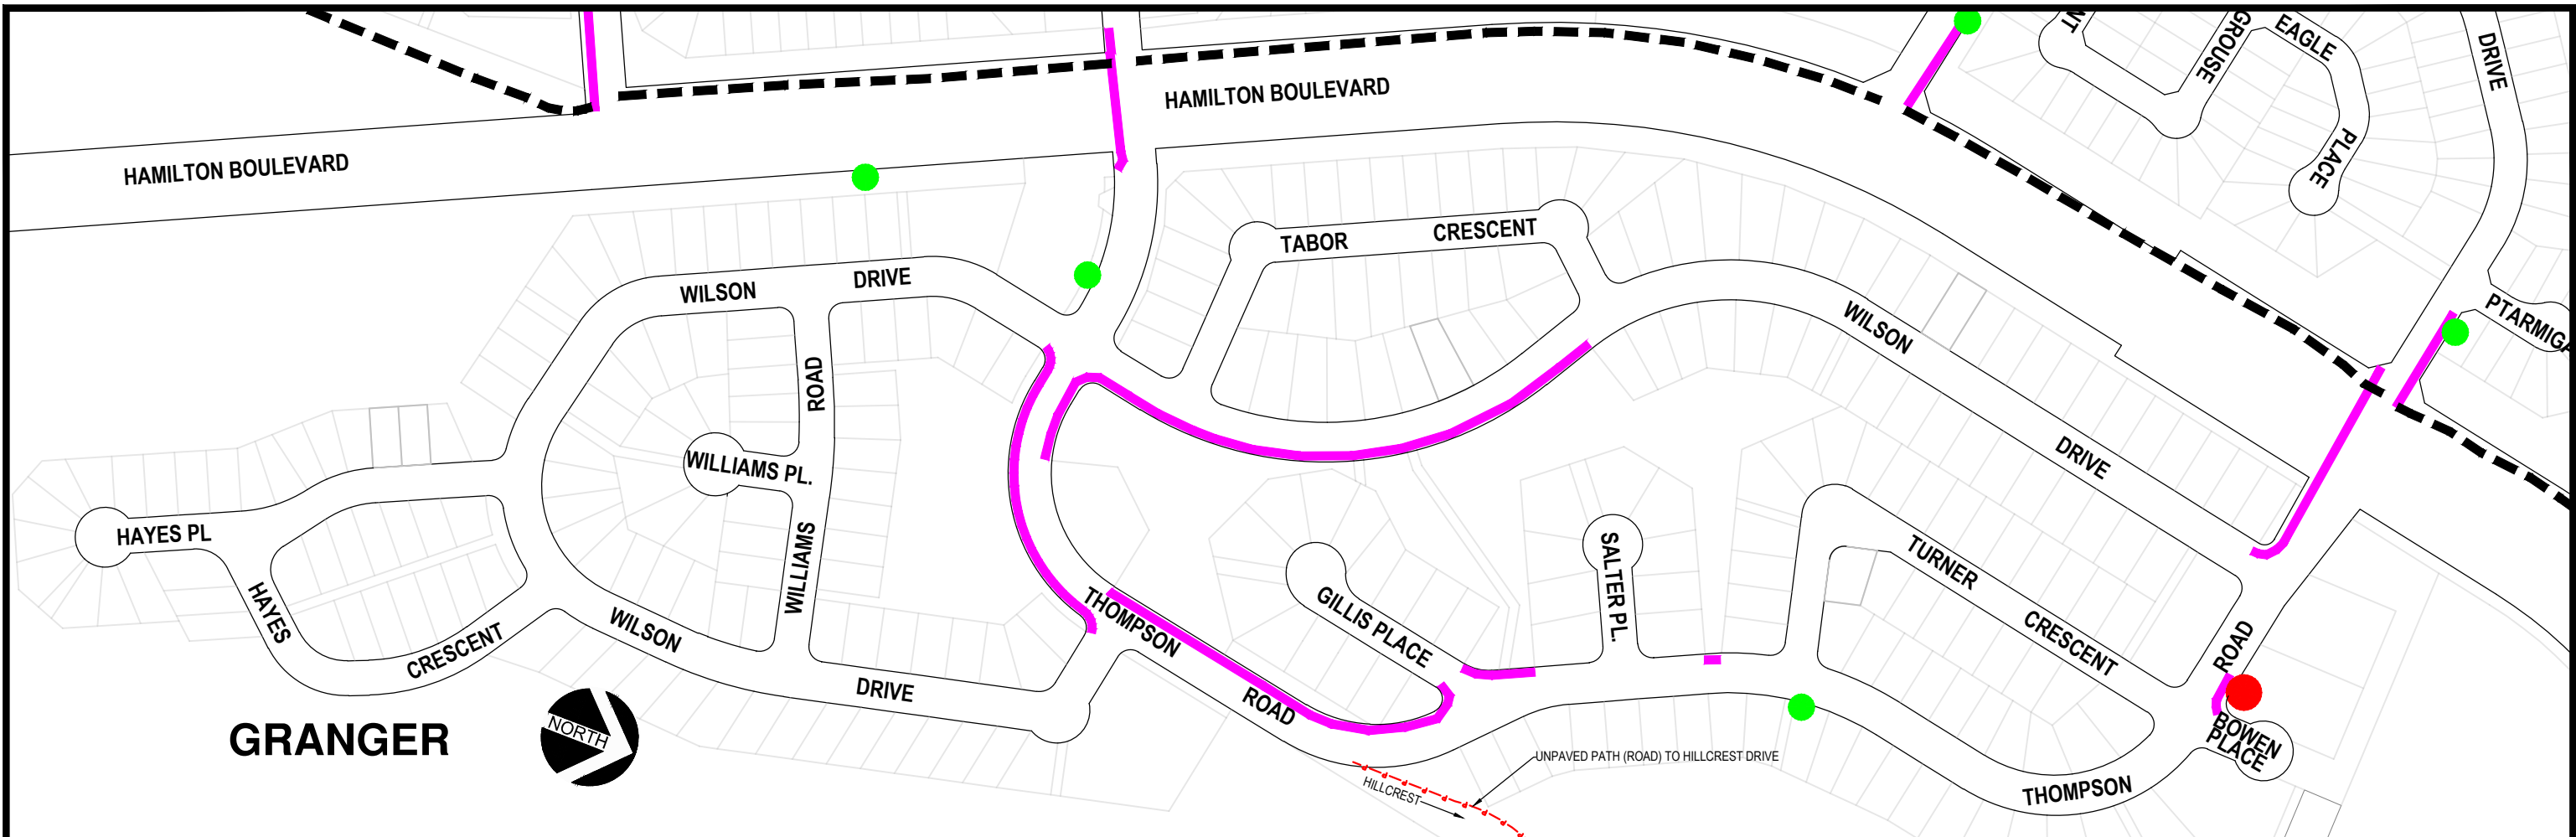 EAGLE
GROUSE
NT
DRIVE
HAMILTON BOULEVARD
PLACE
HAMILTON BOULEVARD
TABOR CRESCENT
WILSON DRIVE
PTARMIGA
WILSON
ROAD
DRIVE
WILLIAMS PL.
HAYES PL
WILLIAMS
SALTER PL.
TURNER
CRESCENT
HAYES
CRESCENT
WILSON
THOMPSON
GILLIS PLACE
ROAD
DRIVE
ROAD
GRANGER
NORTH
BOWEN
PLACE
UNPAVED PATH (ROAD) TO HILLCREST DRIVE
HILLCREST
THOMPSON